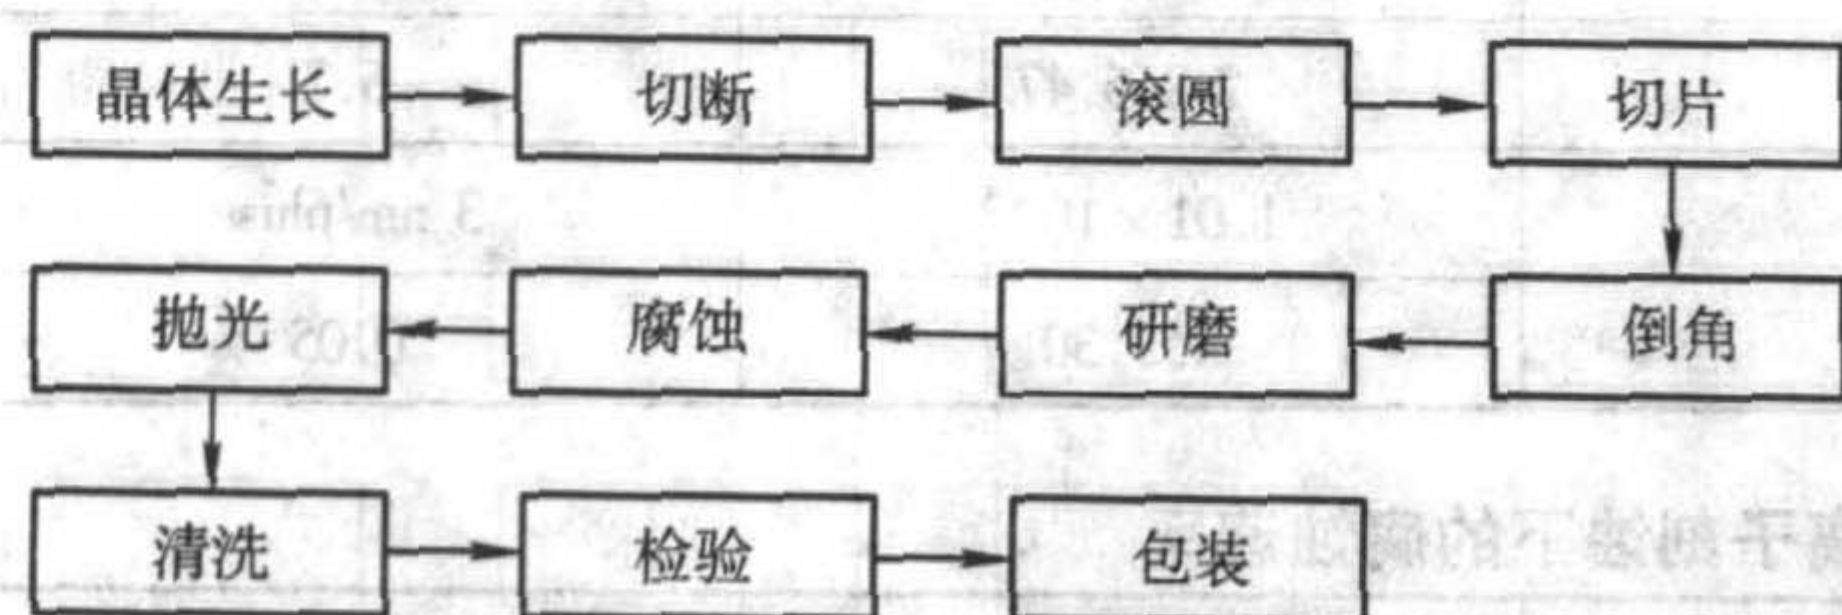 晶体生长 切断 滚圆 切片
抛光 腐蚀 研磨 倒角
清洗 检验 包装